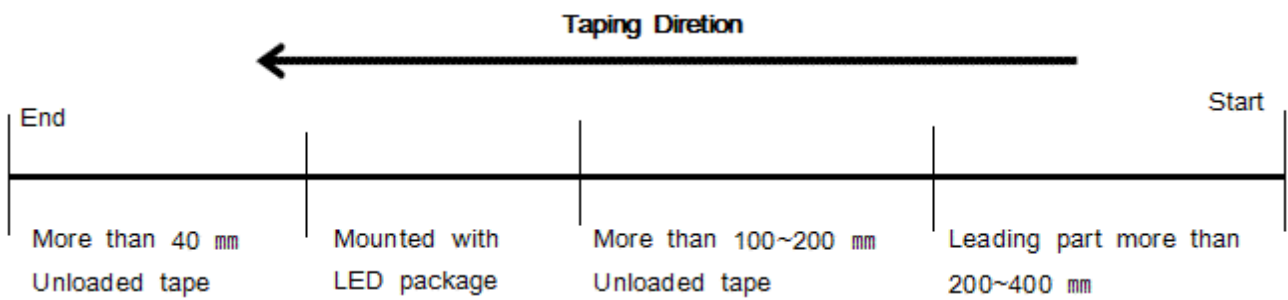 Taping Diretion
End
Start
More than 40 ㎜
Unloaded tape
Mounted with
LED package
More than 100~200 ㎜
Unloaded tape
Leading part more than
200~400 ㎜